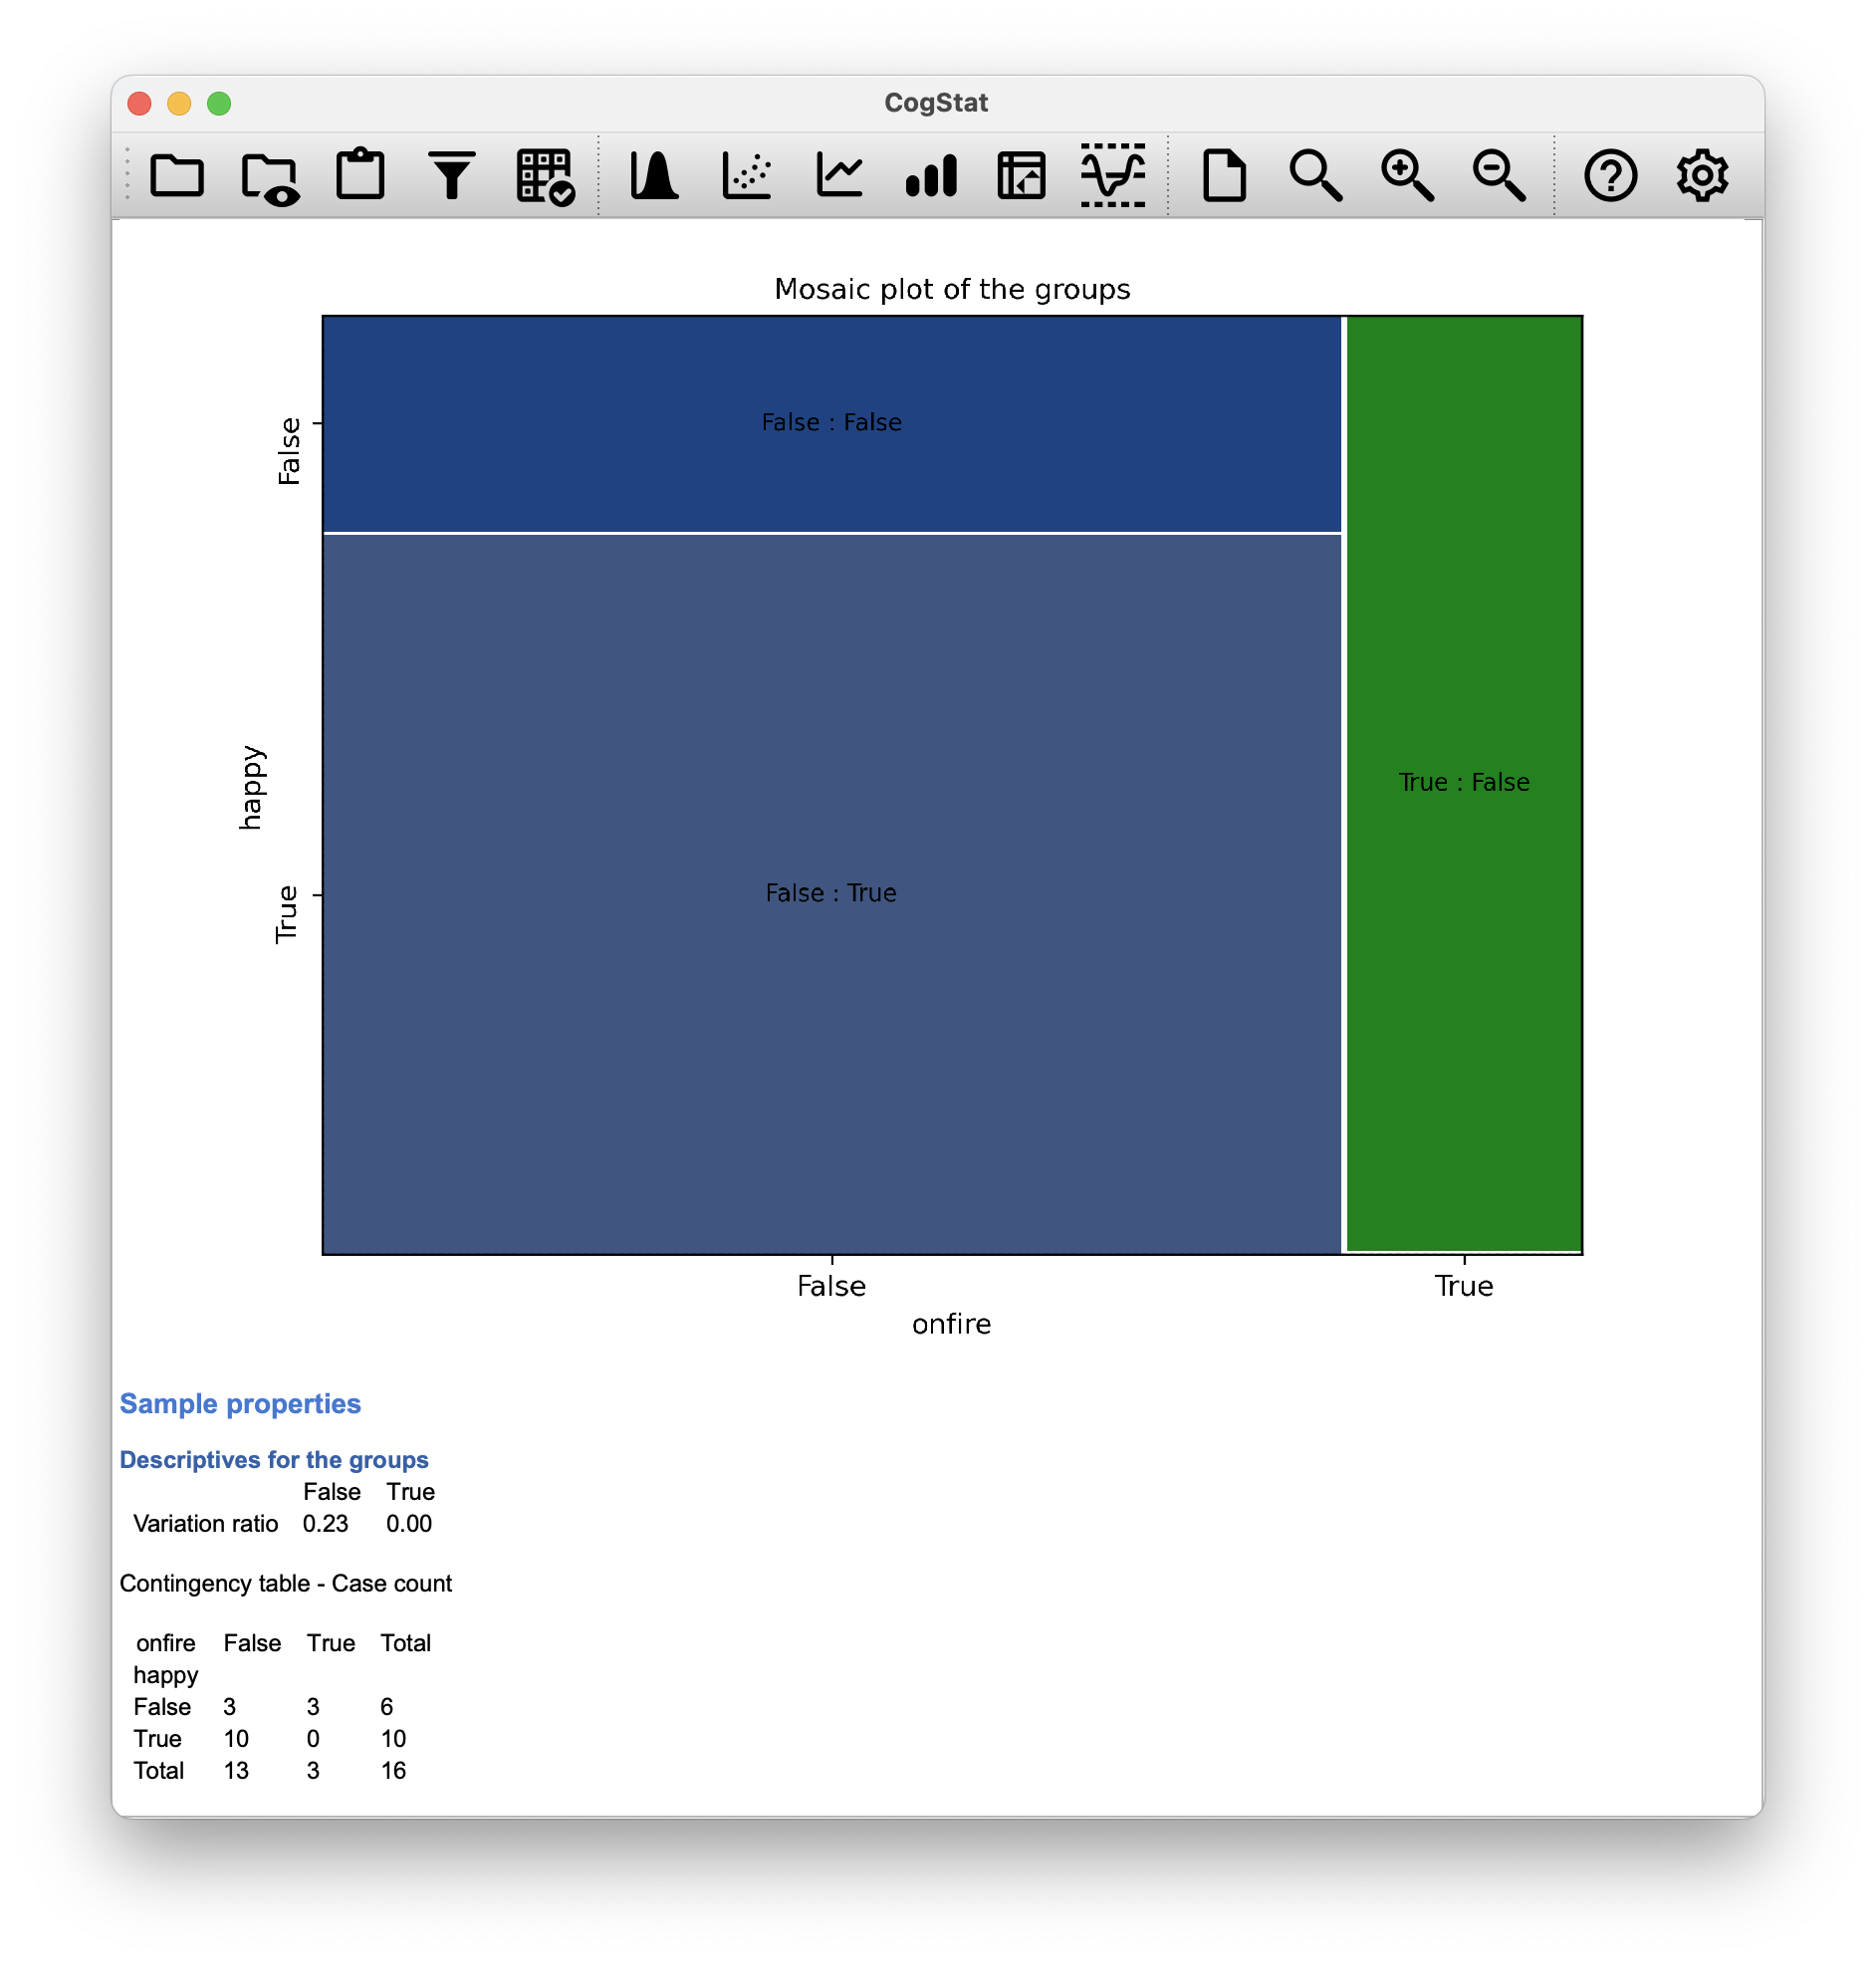 CogStat
Mosaic plot of the groups
False
False : False
happy
True : False
True
False : True
False True
onfire
Sample properties
Descriptives for the groups
False True
Variation ratio 0.23 0.00
Contingency table - Case count
onfire False True Total
happy
False 3 3 6
True 10 0 10
Total 13 3 16